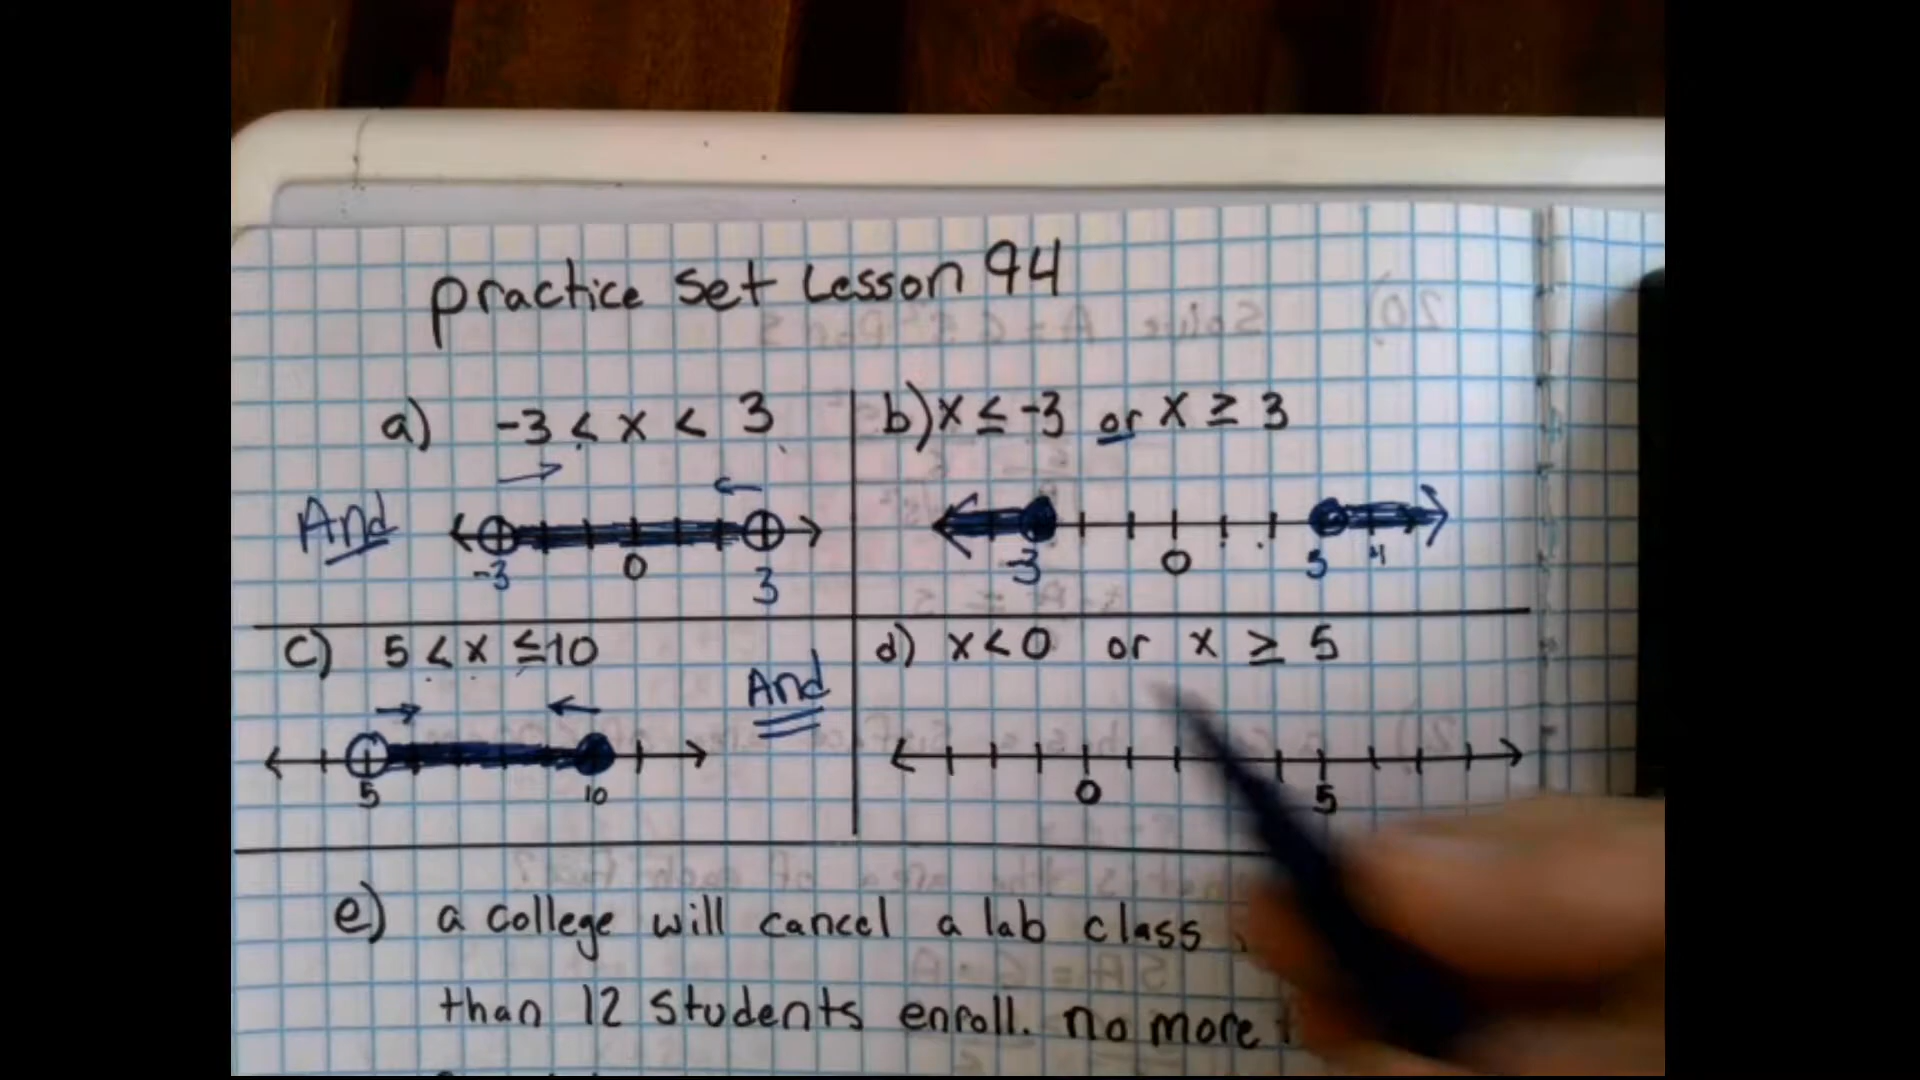 practice set Lesson 94
a) -3 < x < 3
And
-3 0 3
b) x ≤ -3 or x ≥ 3
-3 0 3 4
c) 5 < x ≤ 10
And
5 10
d) x < 0 or x ≥ 5
0 5
e) a college will cancel a lab class
than 12 students enroll. no more